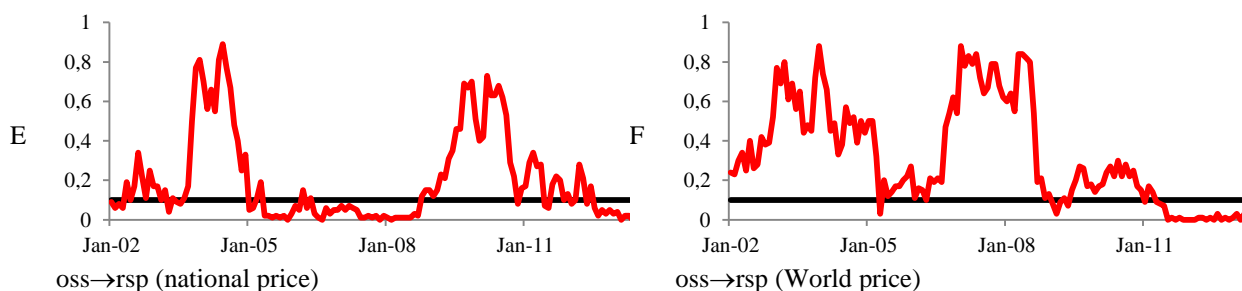 E
1
0,8
0,6
0,4
0,2
0
Jan-02 Jan-05 Jan-08 Jan-11
oss→rsp (national price)
F
1
0,8
0,6
0,4
0,2
0
Jan-02 Jan-05 Jan-08 Jan-11
oss→rsp (World price)